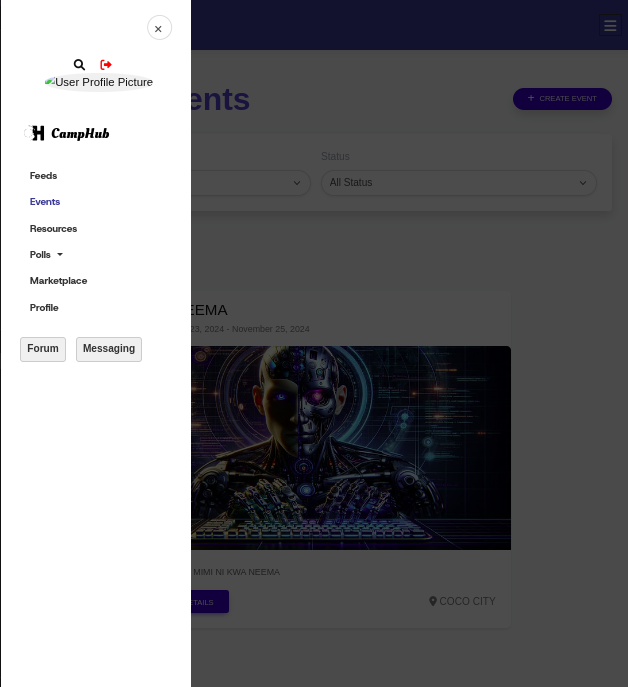 ×
User Profile Picture
CampHub
Feeds
Events
Resources
Polls
Marketplace
Profile
Forum Messaging
ents
+ CREATE EVENT
Status
All Status
EEMA
23, 2024 - November 25, 2024
MIMI NI KWA NEEMA
ETAILS
COCO CITY